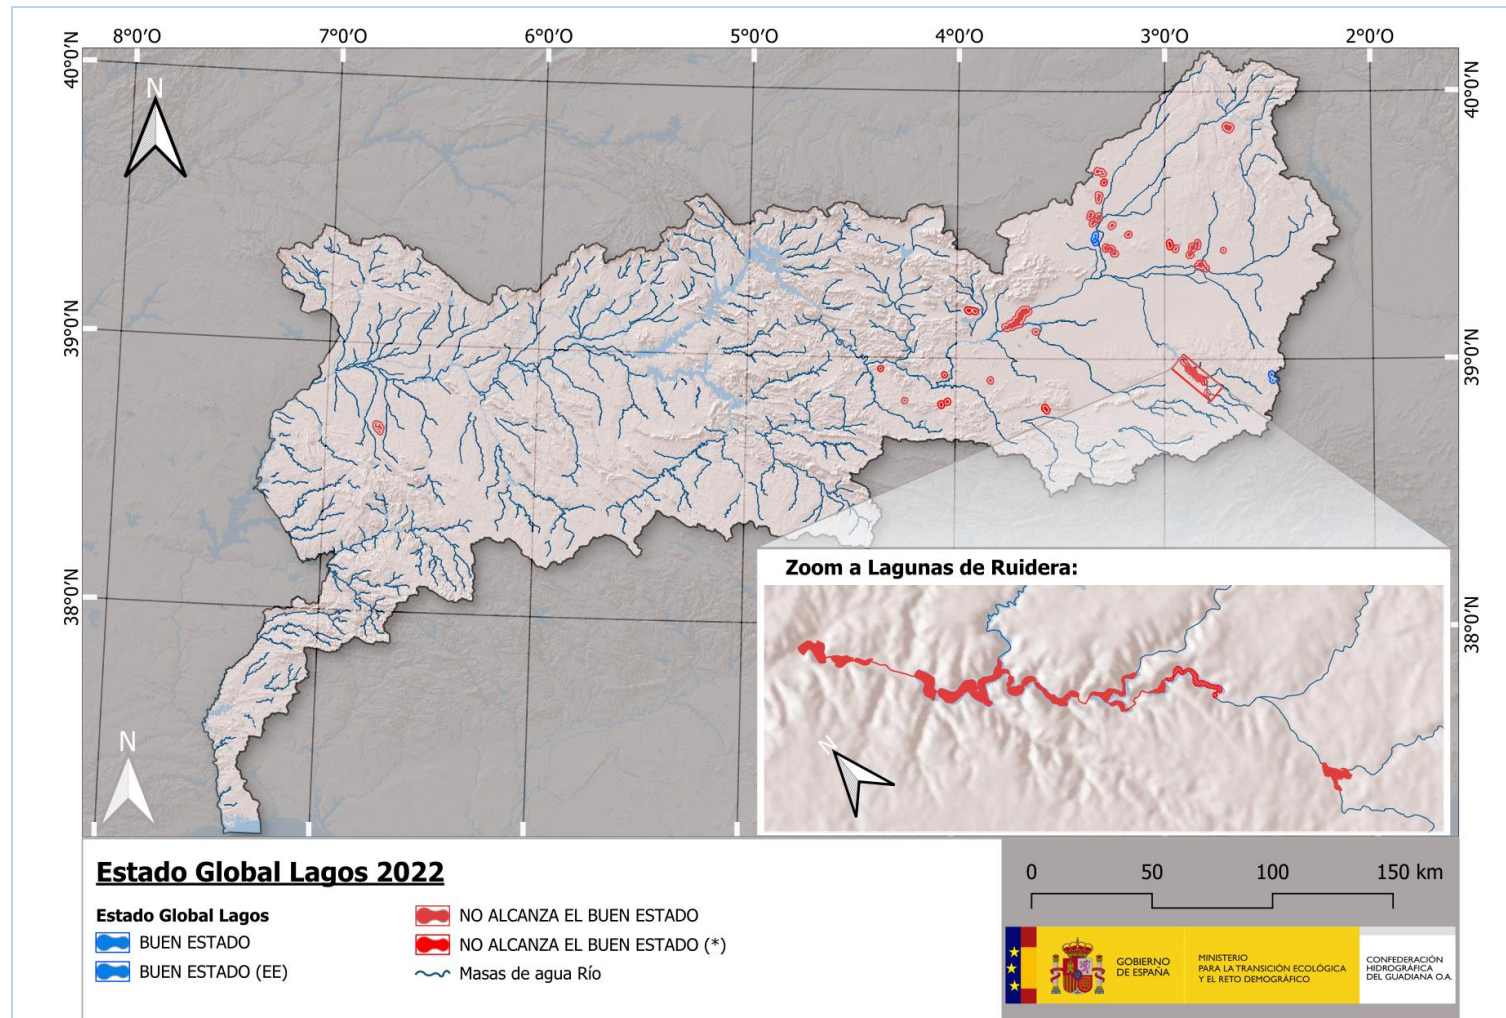 8°0'O 7°0'O 6°0'O 5°0'O 4°0'O 3°0'O 2°0'O
40°0'N
40°0'N
N
39°0'N
39°0'N
38°0'N
38°0'N
Zoom a Lagunas de Ruidera:
N
N
Estado Global Lagos 2022
Estado Global Lagos
BUEN ESTADO
BUEN ESTADO (EE)
NO ALCANZA EL BUEN ESTADO
NO ALCANZA EL BUEN ESTADO (*)
Masas de agua Río
0 50 100 150 km
GOBIERNO
DE ESPAÑA
MINISTERIO
PARA LA TRANSICIÓN ECOLÓGICA
Y EL RETO DEMOGRÁFICO
CONFEDERACIÓN
HIDROGRÁFICA
DEL GUADIANA O.A.